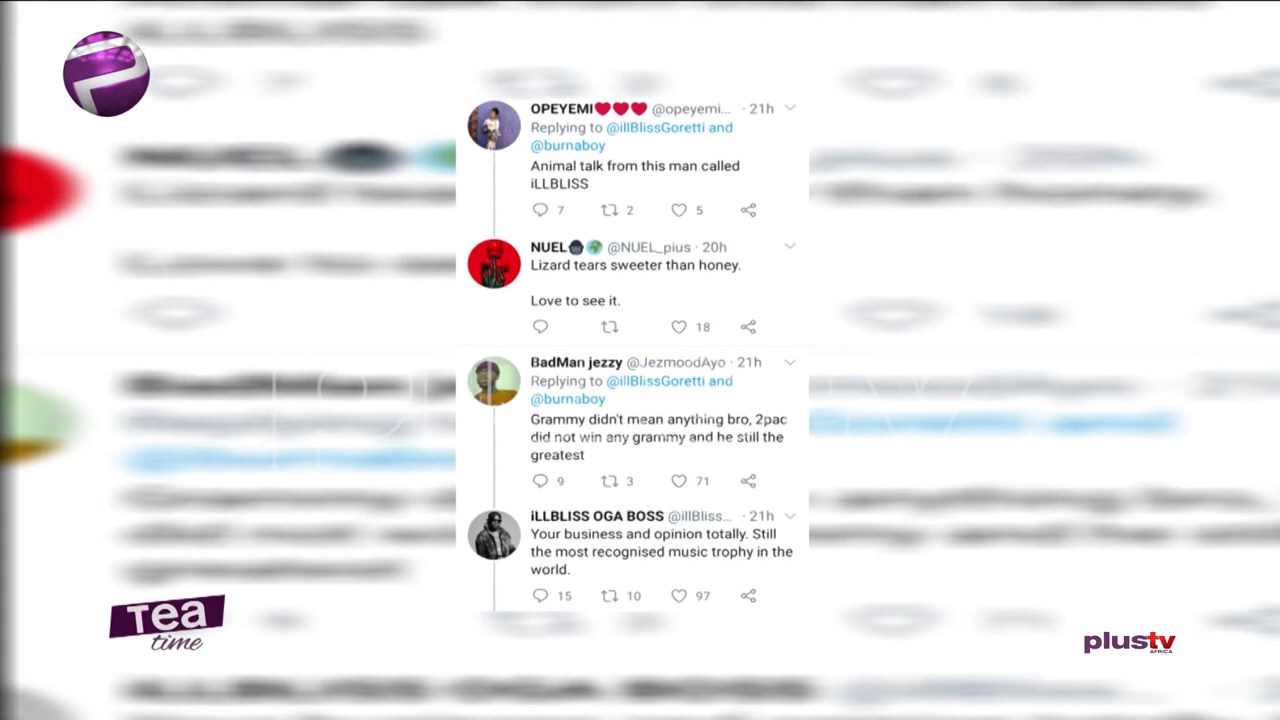 OPEYEMI❤️❤️❤️ @opeyemi... · 21h
Replying to @illBlissGoretti and
@burnaboy
Animal talk from this man called
iLLBLISS
7 2 5
NUEL @NUEL_pius · 20h
Lizard tears sweeter than honey.
Love to see it.
18
BadMan jezzy @JezmoodAyo · 21h
Replying to @illBlissGoretti and
@burnaboy
Grammy didn't mean anything bro, 2pac
did not win any grammy and he still the
greatest
9 3 71
iLLBLISS OGA BOSS @illBliss... · 21h
Your business and opinion totally. Still
the most recognised music trophy in the
world.
15 10 97
Tea
time
plustv
AFRICA